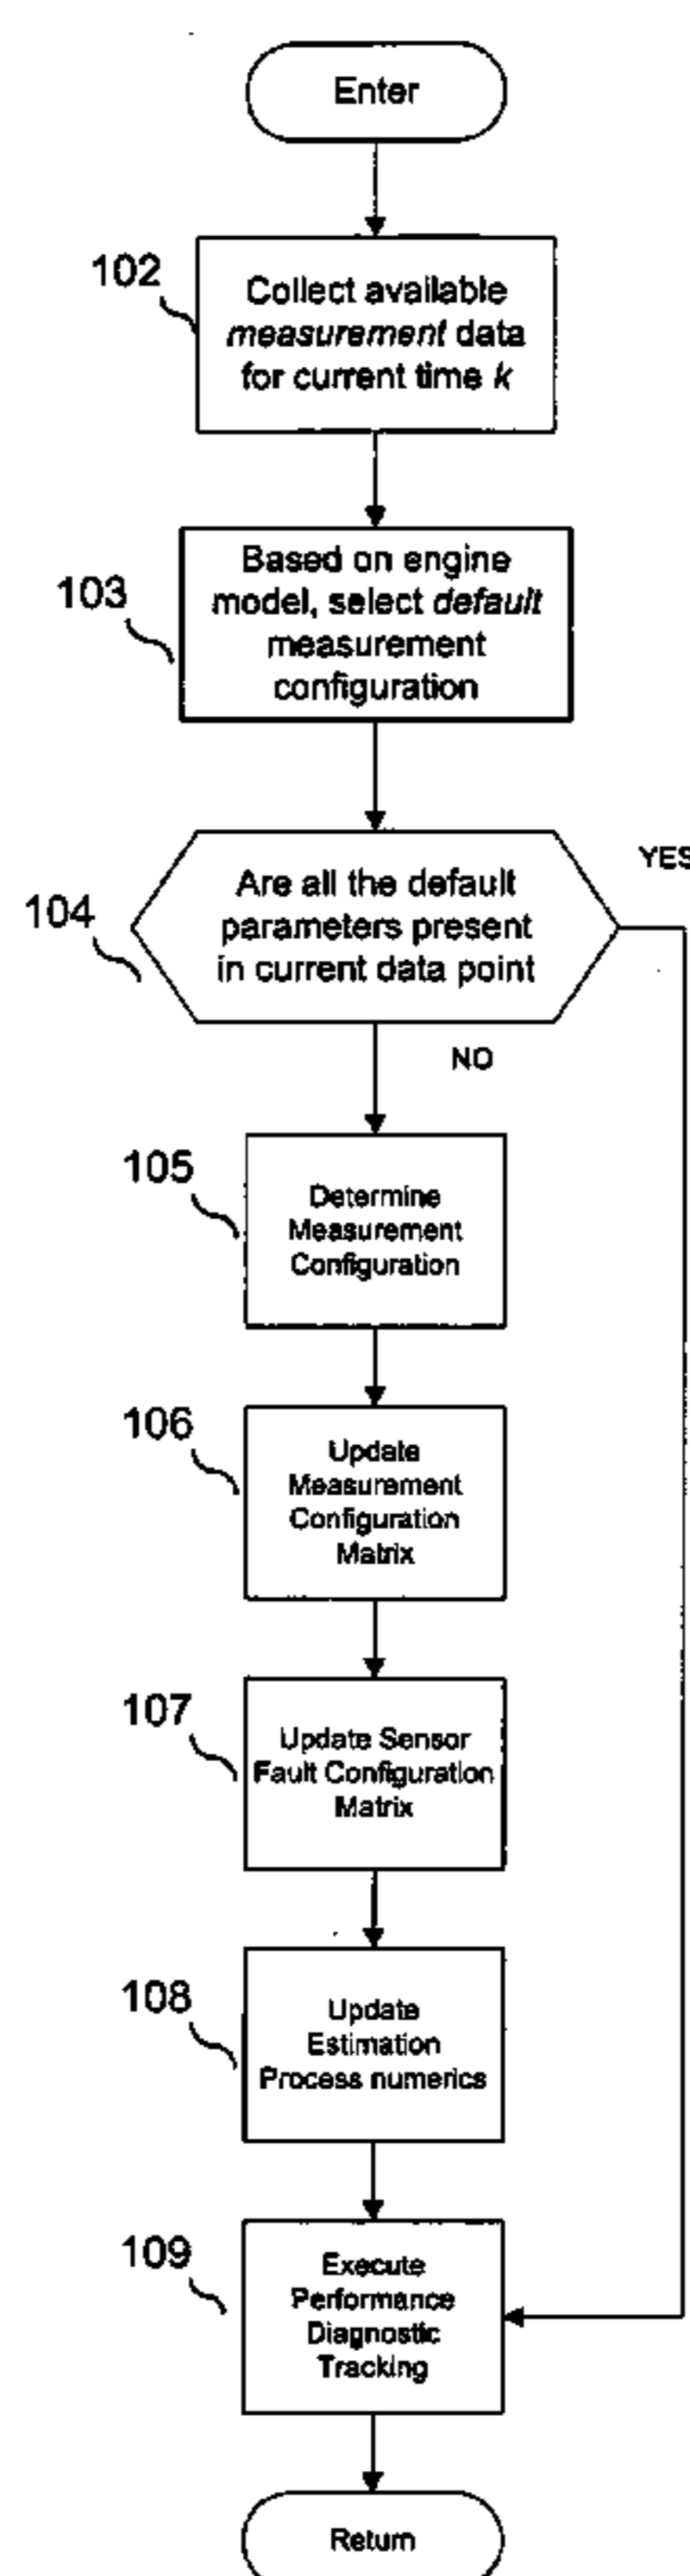 Enter
102
Collect available
measurement data
for current time k
103
Based on engine
model, select default
measurement
configuration
104
Are all the default
parameters present
in current data point
YES
NO
105
Determine
Measurement
Configuration
106
Update
Measurement
Configuration
Matrix
107
Update Sensor
Fault Configuration
Matrix
108
Update
Estimation
Process numerics
109
Execute
Performance
Diagnostic
Tracking
Return